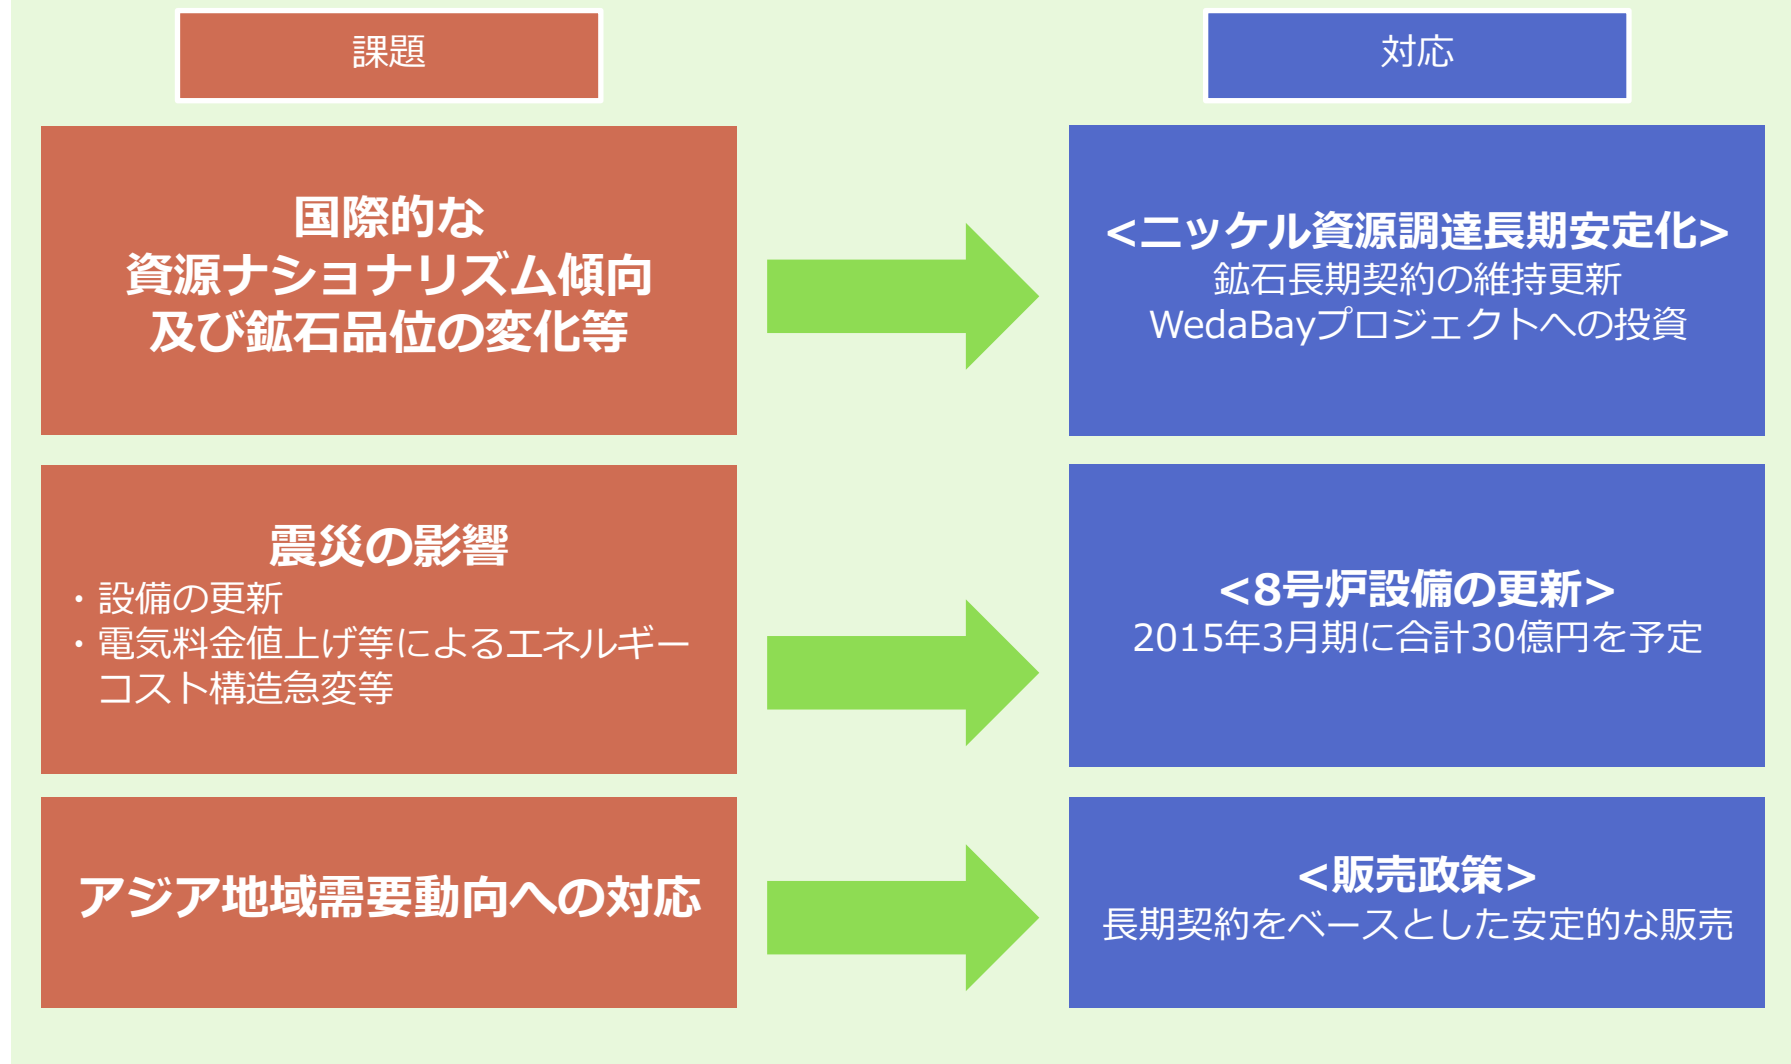 課題
対応
国際的な
資源ナショナリズム傾向
及び鉱石品位の変化等
<ニッケル資源調達長期安定化>
鉱石長期契約の維持更新
WedaBayプロジェクトへの投資
震災の影響
・設備の更新
・電気料金値上げ等によるエネルギー
コスト構造急変等
<8号炉設備の更新>
2015年3月期に合計30億円を予定
アジア地域需要動向への対応
<販売政策>
長期契約をベースとした安定的な販売